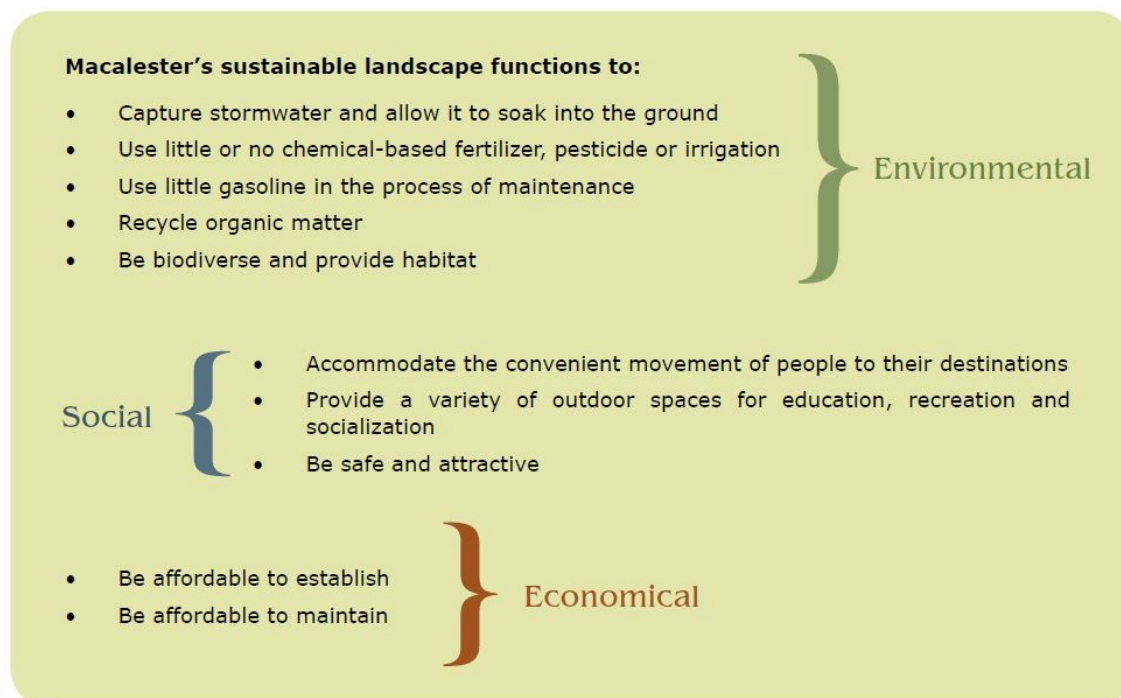 Macalester's sustainable landscape functions to:
• Capture stormwater and allow it to soak into the ground
• Use little or no chemical-based fertilizer, pesticide or irrigation
• Use little gasoline in the process of maintenance
• Recycle organic matter
• Be biodiverse and provide habitat
Environmental
Social
• Accommodate the convenient movement of people to their destinations
• Provide a variety of outdoor spaces for education, recreation and
socialization
• Be safe and attractive
• Be affordable to establish
• Be affordable to maintain
Economical